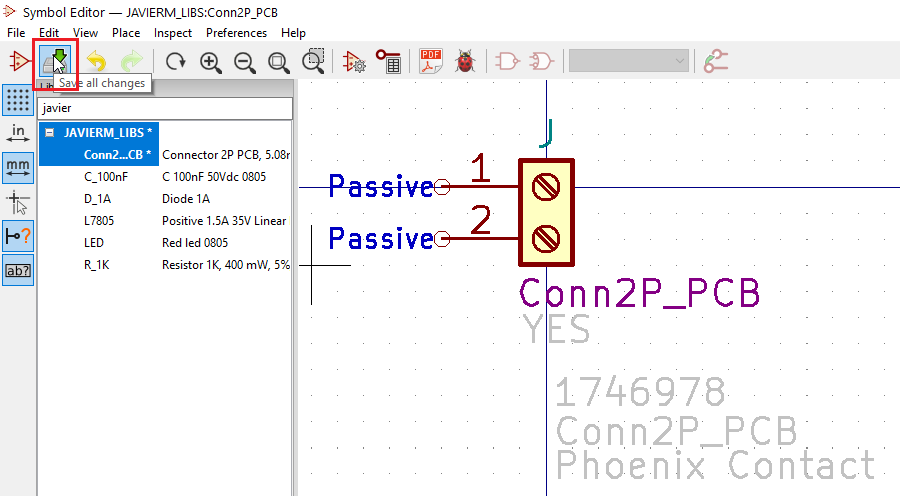 Symbol Editor — JAVIERM_LIBS:Conn2P_PCB
File Edit View Place Inspect Preferences Help
PDF
Save all changes
in
javier
mm
JAVIERM_LIBS *
Conn2...CB * Connector 2P PCB, 5.08
C_100nF C 100nF 50Vdc 0805
D_1A Diode 1A
L7805 Positive 1.5A 35V Linear
LED Red led 0805
R_1K Resistor 1K, 400 mW, 5%
?
ab?
J
Passive 1
Passive 2
Conn2P_PCB
YES
1746978
Conn2P_PCB
Phoenix Contact